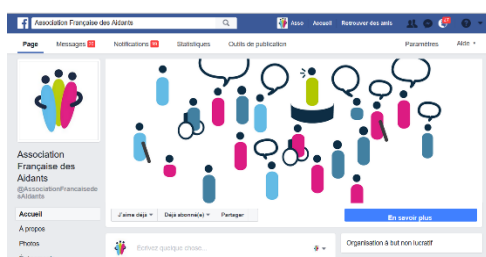 Association Française des Aidants
Asso Accueil Retrouver des amis
Page Messages Notifications Statistiques Outils de publication Paramètres Aide
Association
Française des
Aidants
@AssociationFrancaisede
sAidants
J'aime déjà Déjà abonné(e) Partager
En savoir plus
Accueil
À propos
Photos
Écrivez quelque chose...
Organisation à but non lucratif